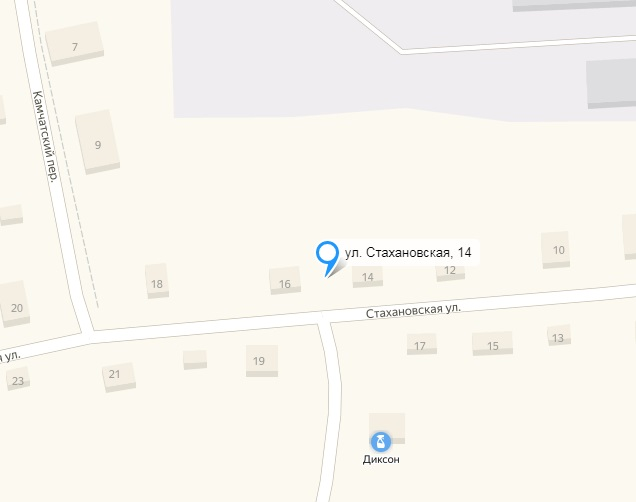 7
Камчатский пер.
9
ул. Стахановская, 14
10
12
14
16
18
20
Стахановская ул.
я ул.
13
15
17
19
21
23
Диксон